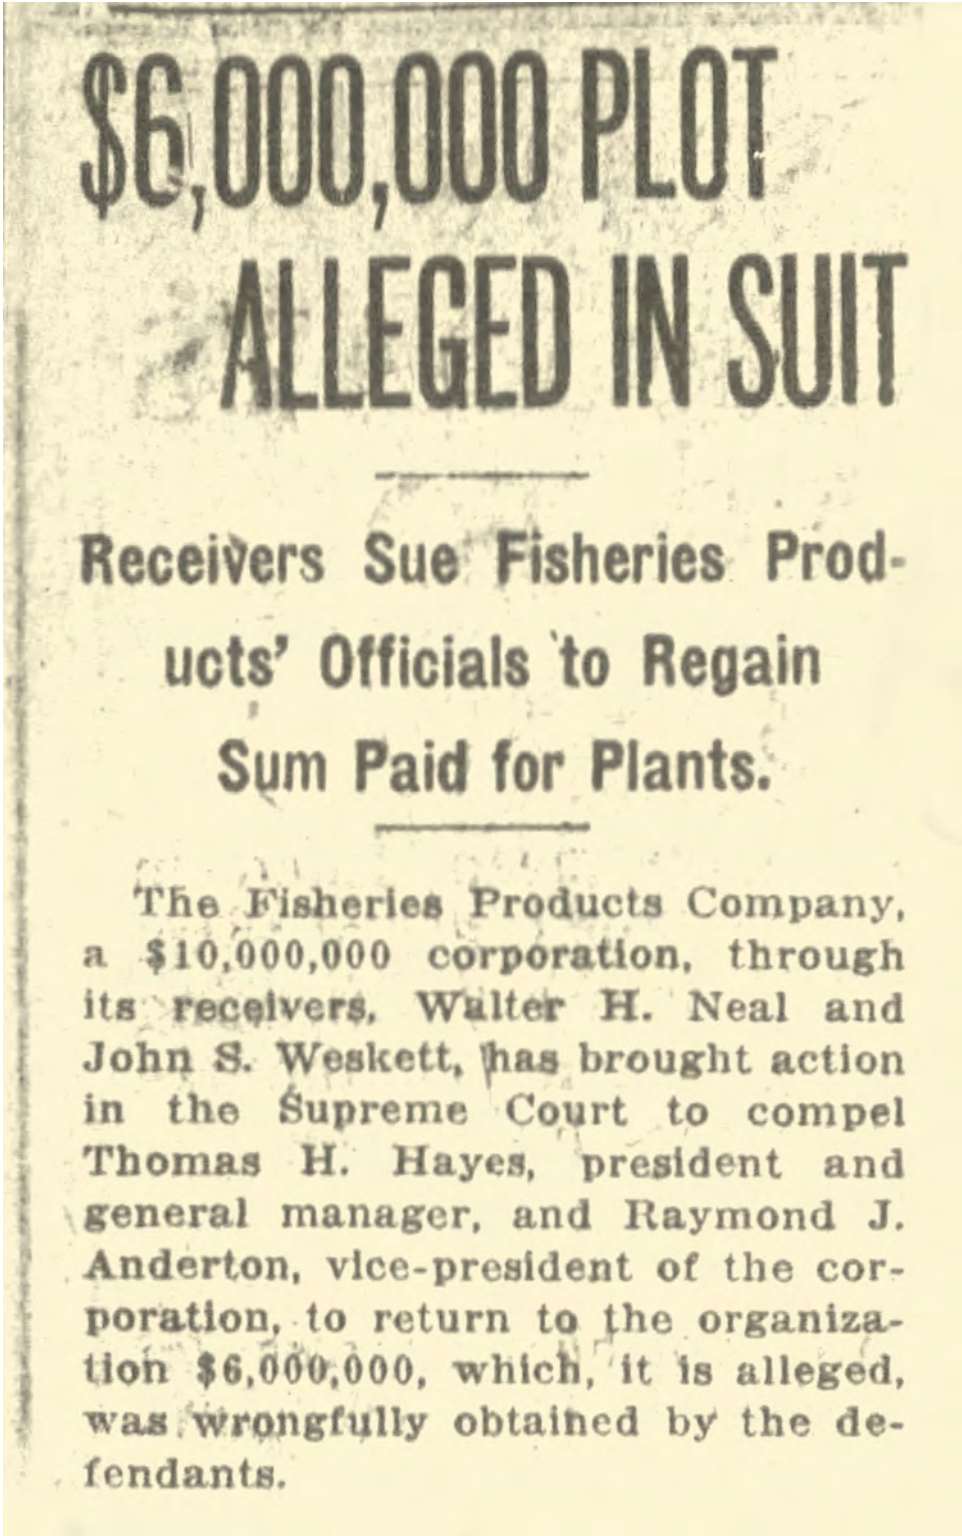 $6,000,000 PLOT
ALLEGED IN SUIT
Receivers Sue Fisheries Prod-
ucts' Officials to Regain
Sum Paid for Plants.
The Fisheries Products Company,
a $10,000,000 corporation, through
its receivers, Walter H. Neal and
John S. Weskett, has brought action
in the Supreme Court to compel
Thomas H. Hayes, president and
general manager, and Raymond J.
Anderton, vice-president of the cor-
poration, to return to the organiza-
tion $6,000,000, which, it is alleged,
was wrongfully obtained by the de-
fendants.